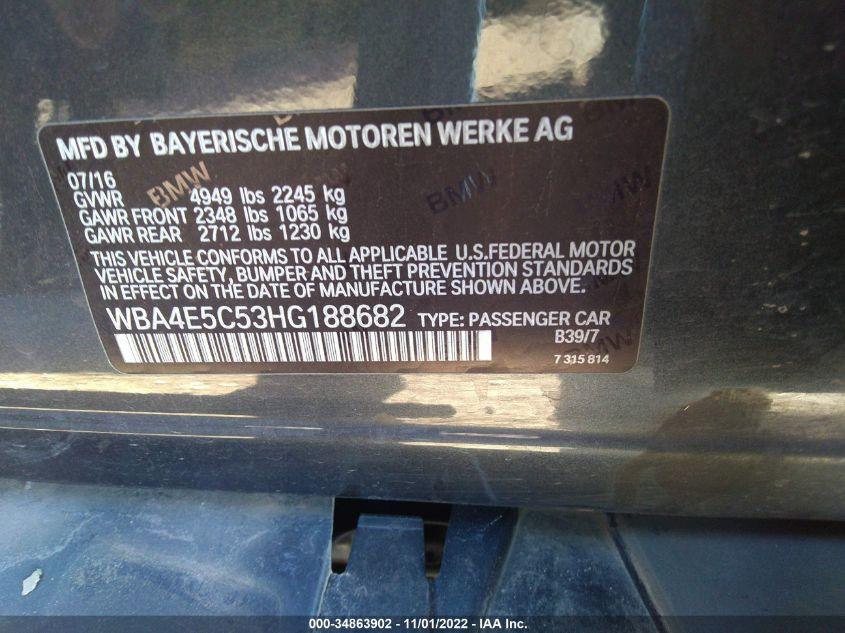 MFD BY BAYERISCHE MOTOREN WERKE AG
07/16
GVWR 4949 lbs 2245 kg
GAWR FRONT 2348 lbs 1065 kg
GAWR REAR 2712 lbs 1230 kg
THIS VEHICLE CONFORMS TO ALL APPLICABLE U.S.FEDERAL MOTOR
VEHICLE SAFETY, BUMPER AND THEFT PREVENTION STANDARDS
IN EFFECT ON THE DATE OF MANUFACTURE SHOWN ABOVE.
WBA4E5C53HG188682 TYPE: PASSENGER CAR
B39/7
7 315 814
BMW
BMW
BMW
000-34863902 - 11/01/2022 - IAA Inc.